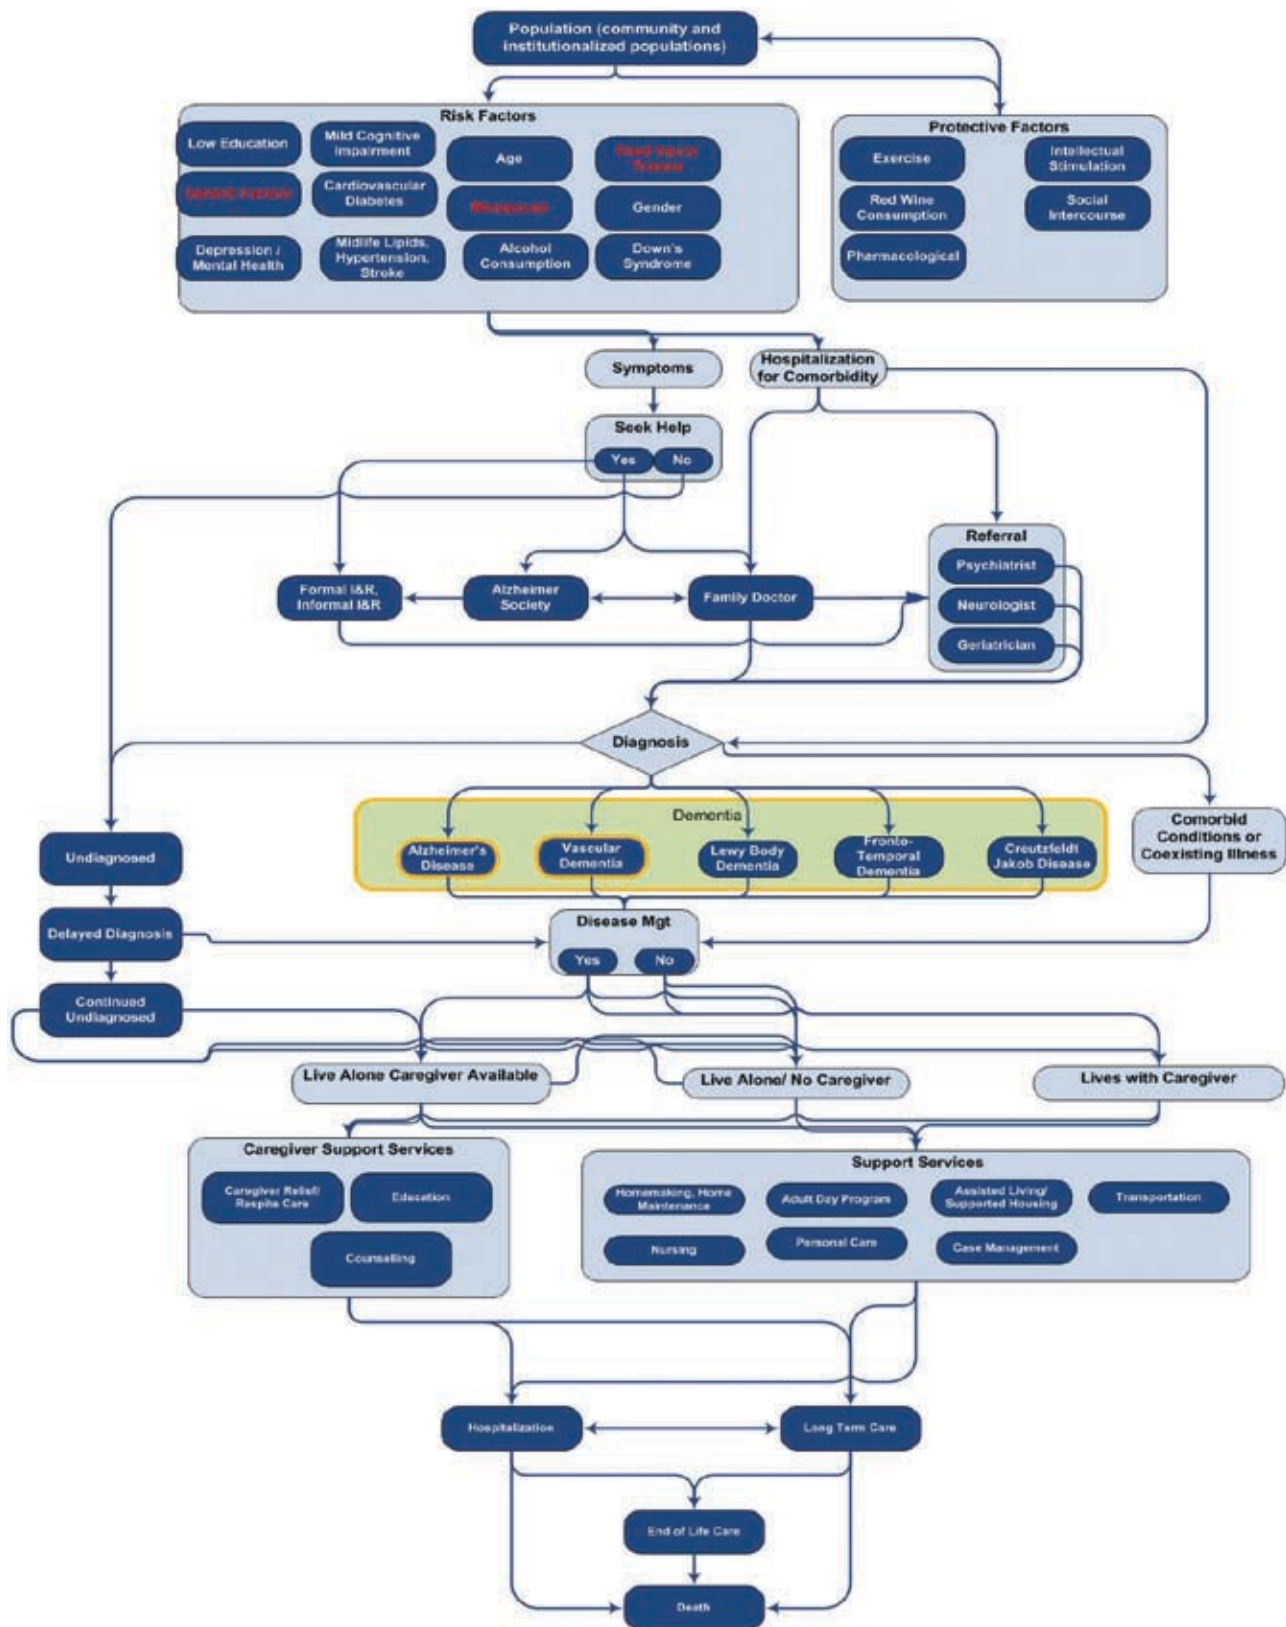 Population (community and
institutionalized populations)
Risk Factors
Low Education
Mild Cognitive
Impairment
Age
Cardiovascular
Diabetes
Gender
Depression /
Mental Health
Midlife Lipids,
Hypertension,
Stroke
Alcohol
Consumption
Down's
Syndrome
Protective Factors
Exercise
Intellectual
Stimulation
Red Wine
Consumption
Social
Intercourse
Pharmacological
Symptoms
Hospitalization
for Comorbidity
Seek Help
Yes
No
Referral
Psychiatrist
Neurologist
Geriatrician
Formal I&R,
Informal I&R
Alzheimer
Society
Family Doctor
Diagnosis
Dementia
Alzheimer's
Disease
Vascular
Dementia
Lewy Body
Dementia
Fronto-
Temporal
Dementia
Creutzfeldt
Jakob Disease
Comorbid
Conditions or
Coexisting Illness
Undiagnosed
Delayed Diagnosis
Continued
Undiagnosed
Disease Mgt
Yes
No
Live Alone Caregiver Available
Live Alone/ No Caregiver
Lives with Caregiver
Caregiver Support Services
Caregiver Relief/
Respite Care
Education
Counselling
Support Services
Homemaking, Home
Maintenance
Adult Day Program
Assisted Living/
Supported Housing
Transportation
Nursing
Personal Care
Case Management
Hospitalization
Long Term Care
End of Life Care
Death